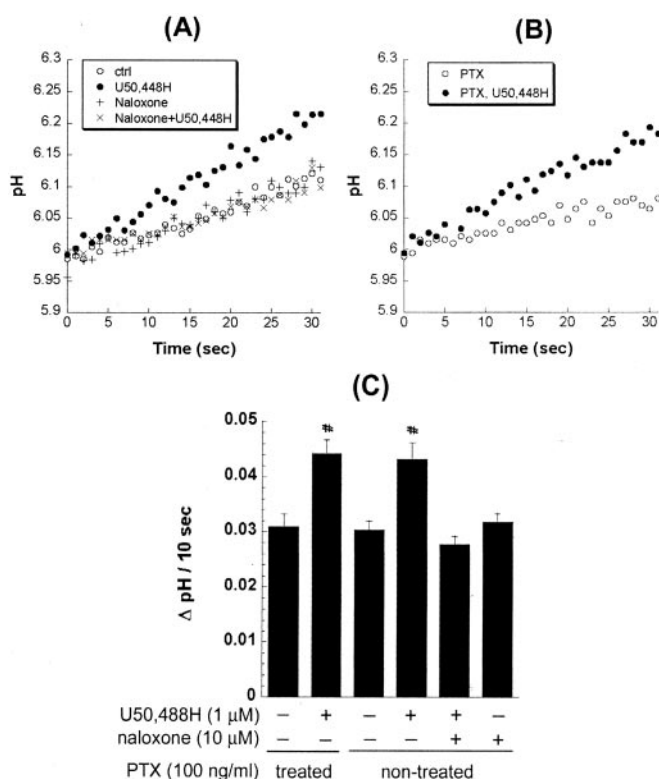 (A)
6.3
6.25
6.2
6.15
6.1
6.05
6
5.95
5.9
pH
ctrl
U50,448H
Naloxone
Naloxone+U50,448H
0 5 10 15 20 25 30
Time (sec)
(B)
6.3
6.25
6.2
6.15
6.1
6.05
6
5.95
5.9
pH
PTX
PTX, U50,448H
0 5 10 15 20 25 30
Time (sec)
(C)
0.05
0.04
0.03
0.02
0.01
0
Δ pH / 10 sec
# #
U50,488H (1 μM) − + − + + −
naloxone (10 μM) − − − − + +
PTX (100 ng/ml) treated non-treated